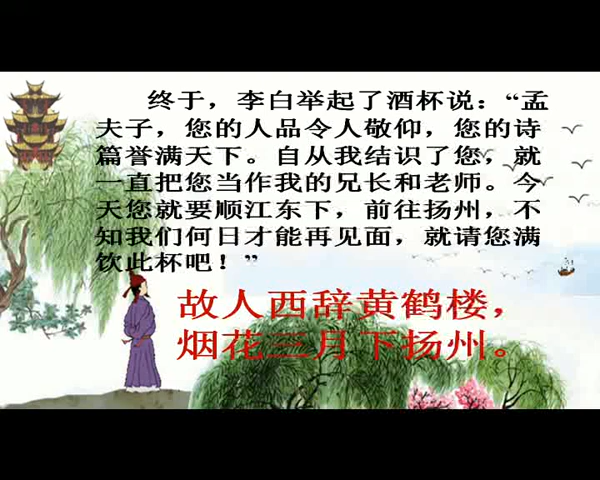 终于，李白举起了酒杯说：“孟
夫子，您的人品令人敬仰，您的诗
篇誉满天下。自从我结识了您，就
一直把您当作我的兄长和老师。今
天您就要顺江东下，前往扬州，不
知我们何日才能再见面，就请您满
饮此杯吧！”
故人西辞黄鹤楼，
烟花三月下扬州。